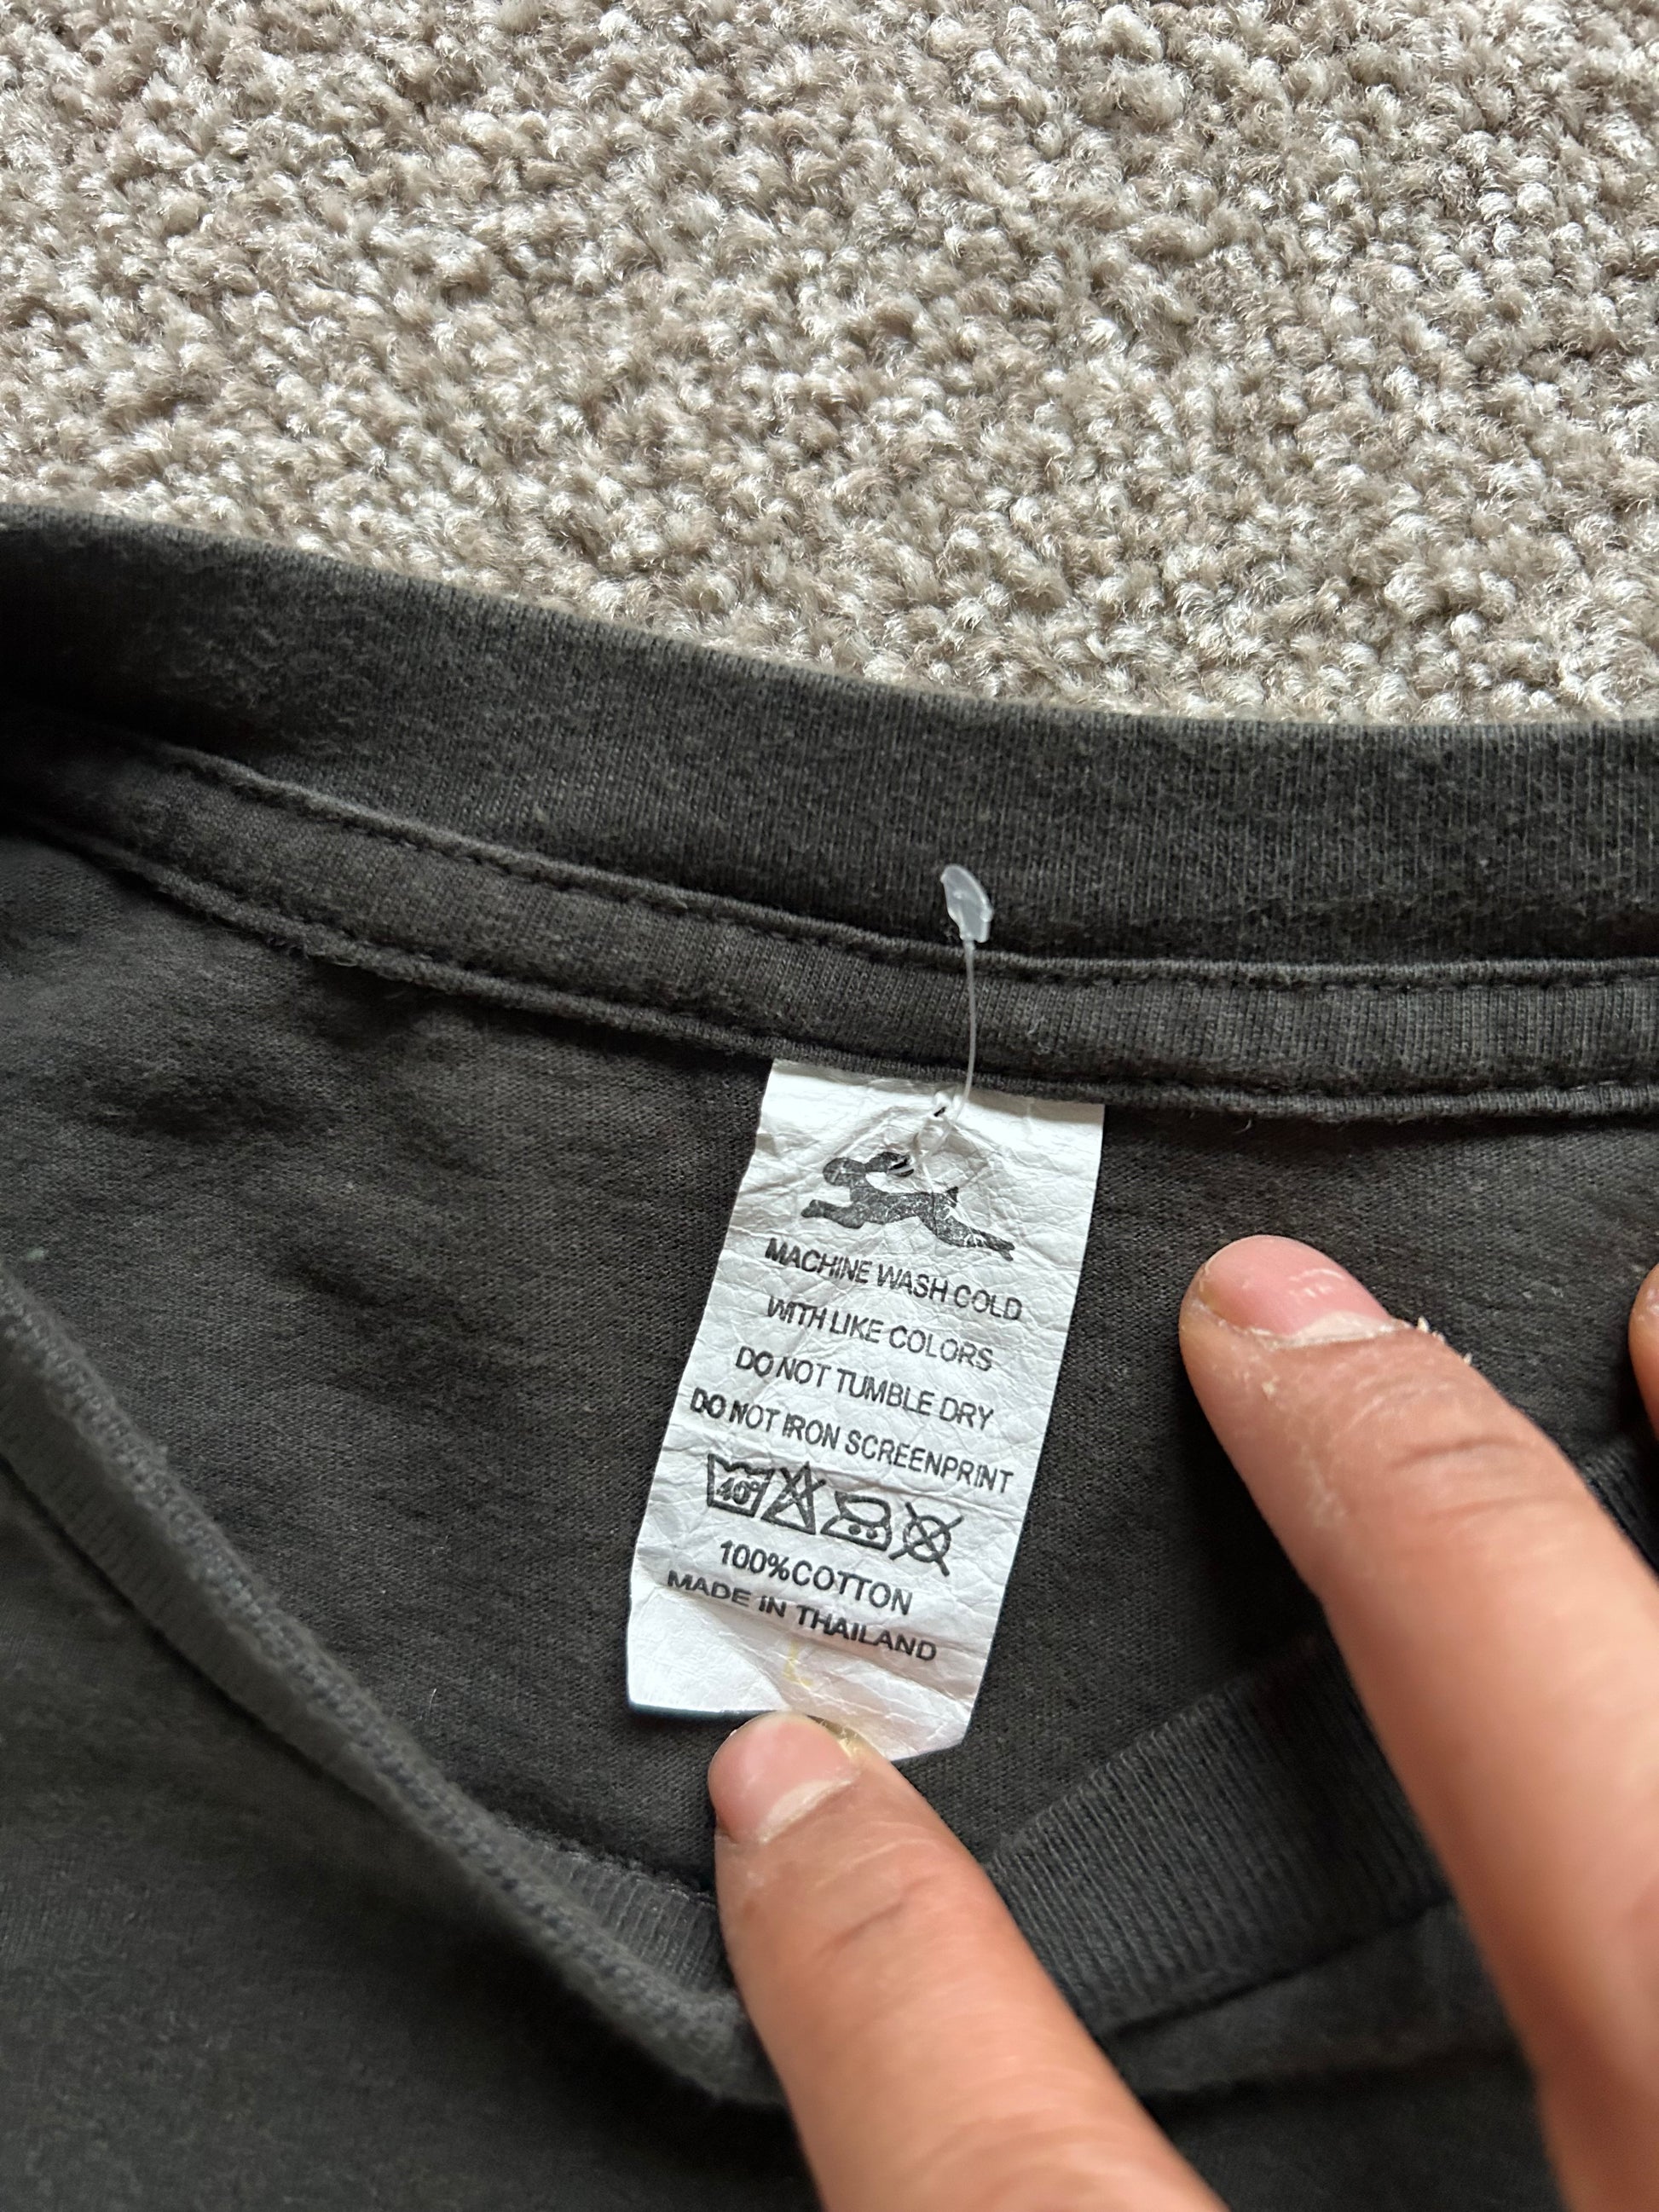 MACHINE WASH COLD
WITH LIKE COLORS
DO NOT TUMBLE DRY
DO NOT IRON SCREENPRINT
40°
100%COTTON
MADE IN THAILAND